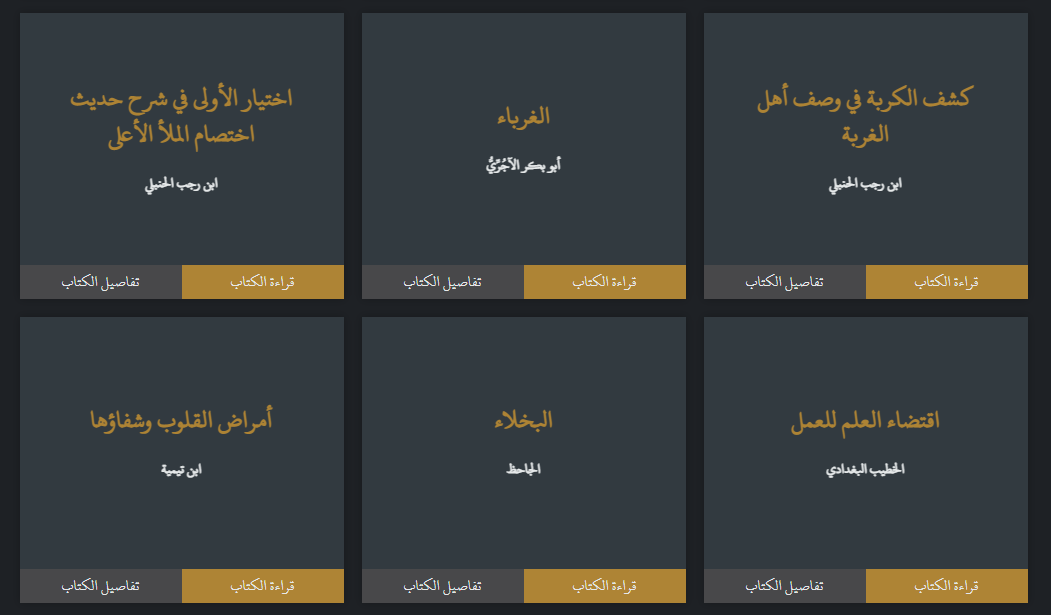 كشف الكربة في وصف أهل
الغربة
ابن رجب الحنبلي
قراءة الكتاب
تفاصيل الكتاب
الغرباء
أبو بكر الآجُرِّيُّ
قراءة الكتاب
تفاصيل الكتاب
اختيار الأولى في شرح حديث
اختصام الملأ الأعلى
ابن رجب الحنبلي
قراءة الكتاب
تفاصيل الكتاب
اقتضاء العلم للعمل
الخطيب البغدادي
قراءة الكتاب
تفاصيل الكتاب
البخلاء
الجاحظ
قراءة الكتاب
تفاصيل الكتاب
أمراض القلوب وشفاؤها
ابن تيمية
قراءة الكتاب
تفاصيل الكتاب